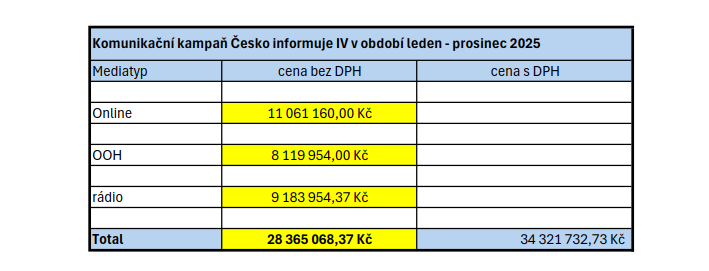 Komunikační kampaň Česko informuje IV v období leden - prosinec 2025
Mediatyp cena bez DPH cena s DPH
Online 11 061 160,00 Kč
OOH 8 119 954,00 Kč
rádio 9 183 954,37 Kč
Total 28 365 068,37 Kč 34 321 732,73 Kč